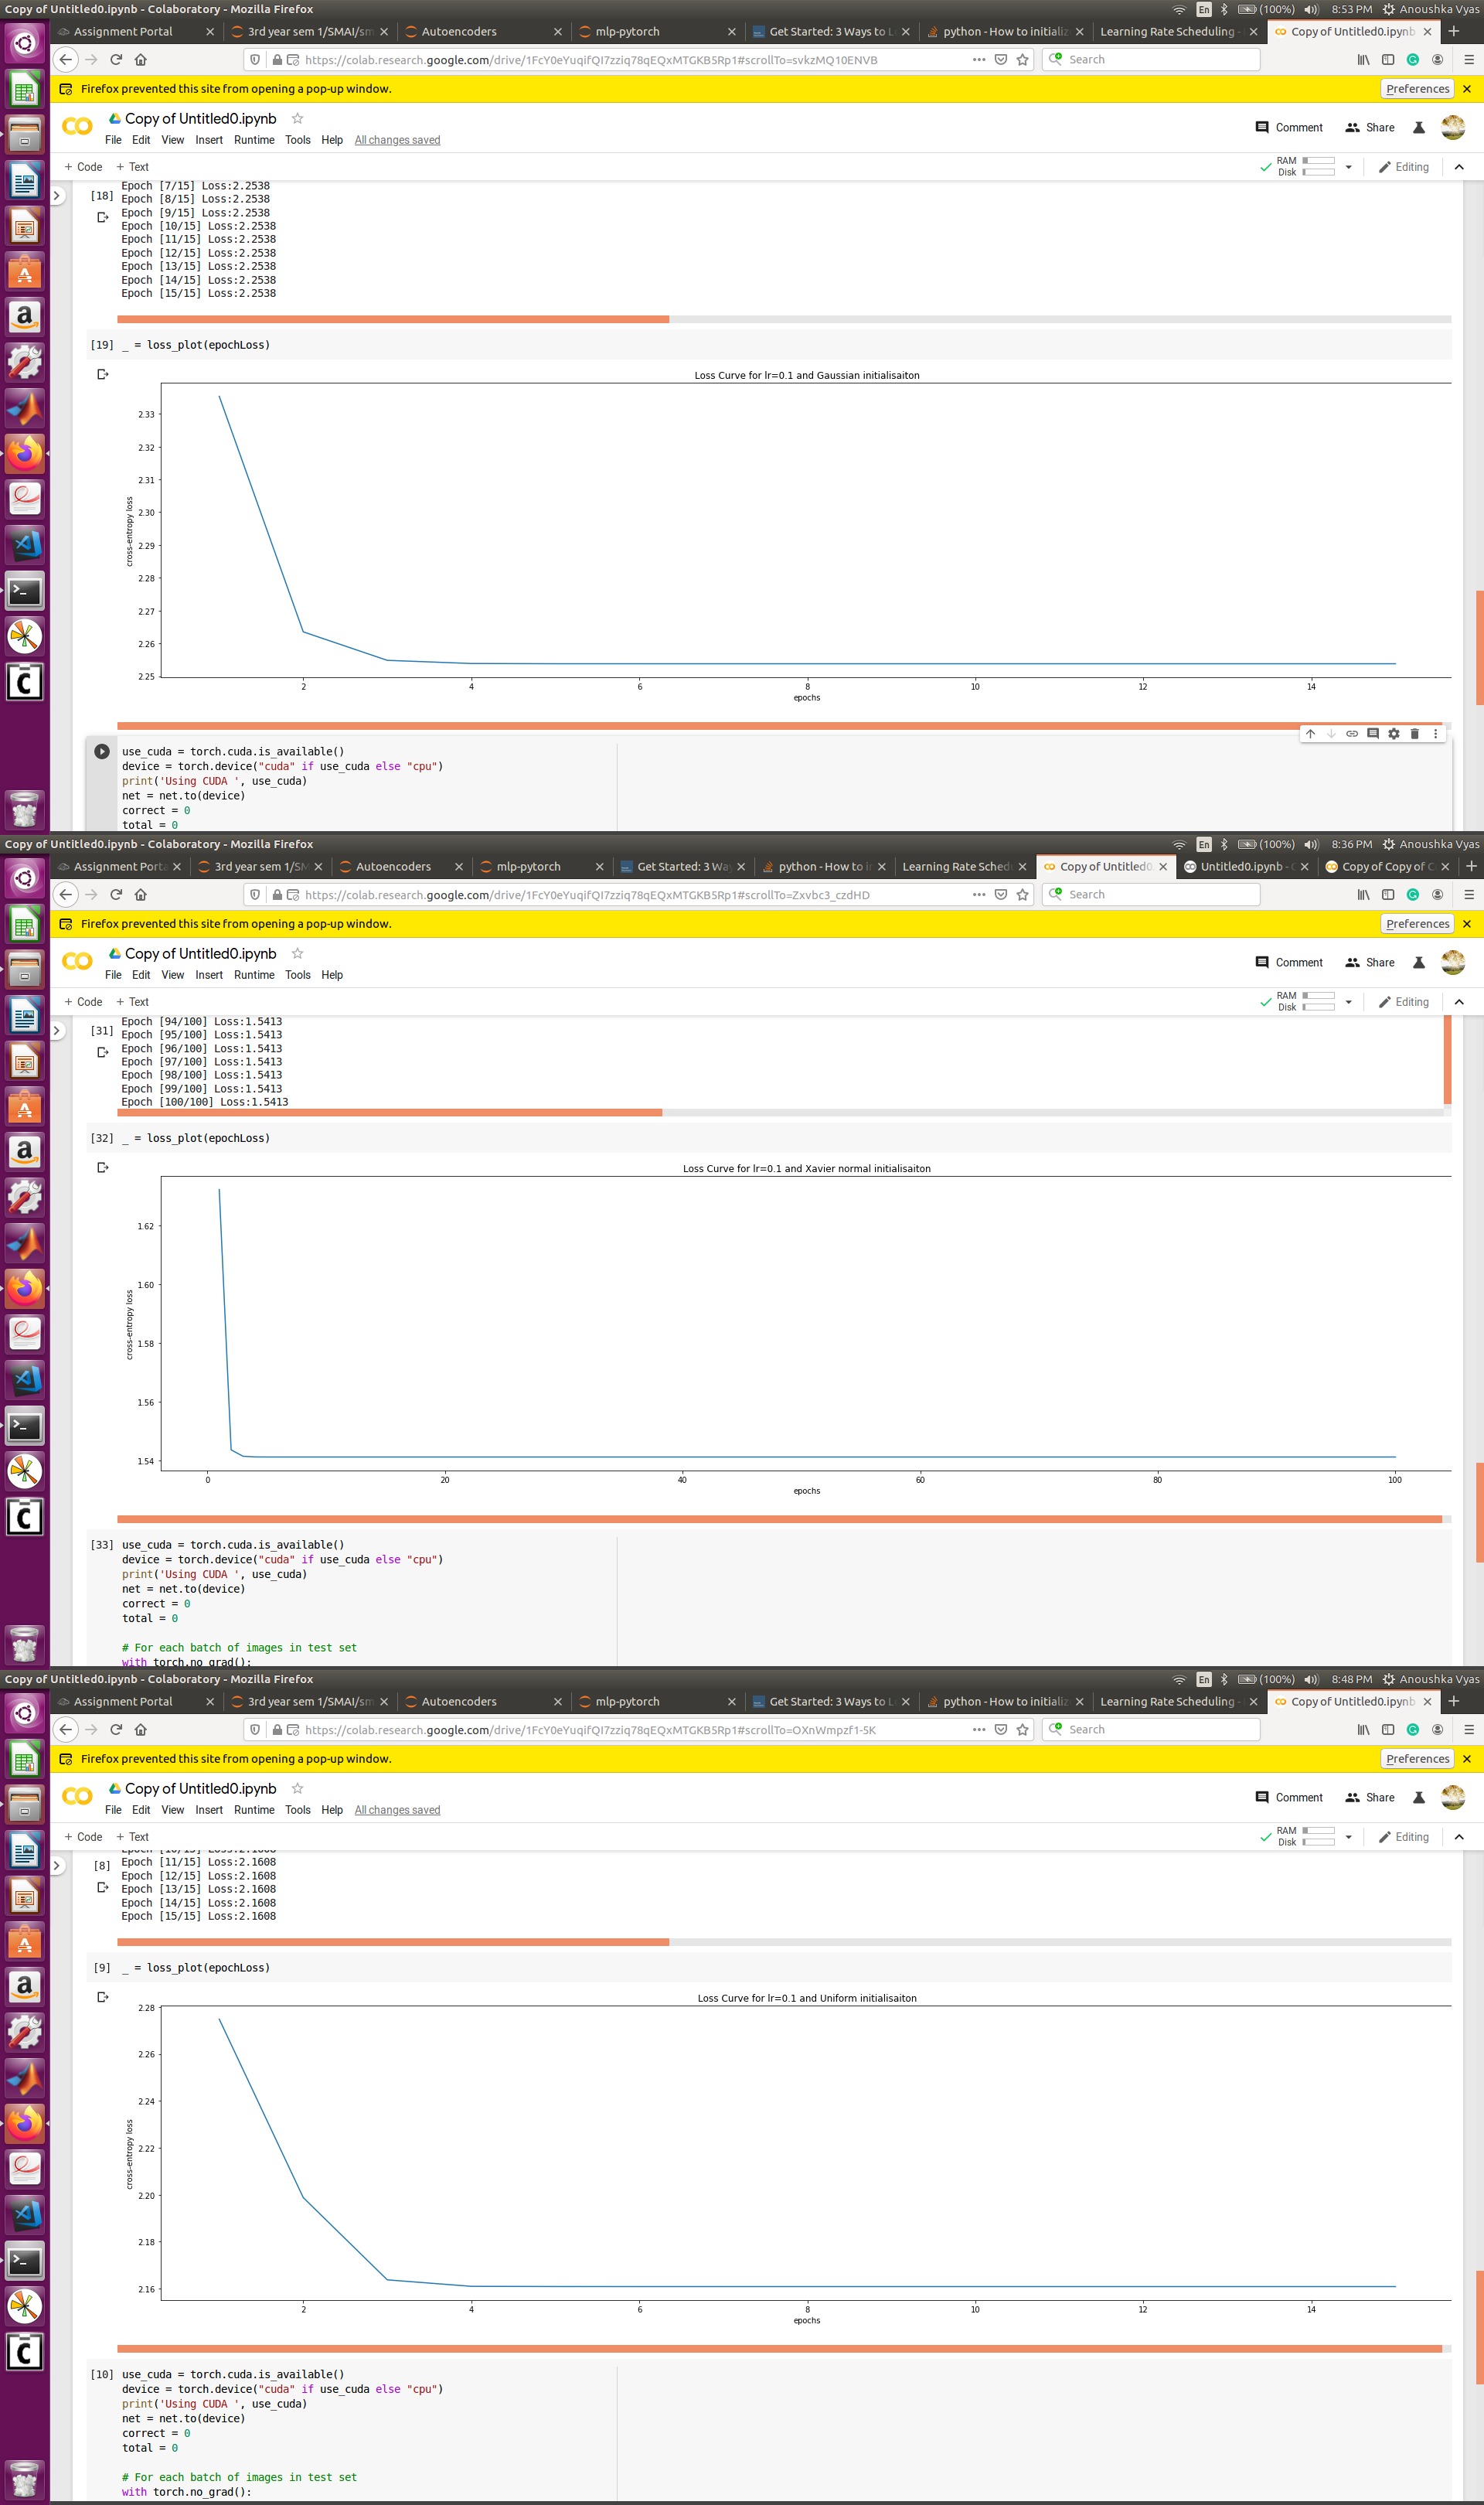 Copy of Untitled0.ipynb - Colaboratory - Mozilla Firefox
En (100%) 8:53 PM Anoushka Vyas
Assignment Portal 3rd year sem 1/SMAI/sm Autoencoders mlp-pytorch Get Started: 3 Ways to L python - How to initializ Learning Rate Scheduling - Copy of Untitled0.ipynb
https://colab.research.google.com/drive/1FcY0eYuqifQI7zziq78qEQxMTGKB5Rp1#scrollTo=svkzMQ10ENVB Search
Firefox prevented this site from opening a pop-up window. Preferences
Copy of Untitled0.ipynb
Comment Share
File Edit View Insert Runtime Tools Help All changes saved
+ Code + Text RAM Disk Editing
Epoch [7/15] Loss:2.2538
[18] Epoch [8/15] Loss:2.2538
Epoch [9/15] Loss:2.2538
Epoch [10/15] Loss:2.2538
Epoch [11/15] Loss:2.2538
Epoch [12/15] Loss:2.2538
Epoch [13/15] Loss:2.2538
Epoch [14/15] Loss:2.2538
Epoch [15/15] Loss:2.2538
[19] _ = loss_plot(epochLoss)
Loss Curve for lr=0.1 and Gaussian initialisaiton
2.33
2.32
2.31
2.30
2.29
2.28
2.27
2.26
2.25
cross-entropy loss
2 4 6 8 10 12 14
epochs
use_cuda = torch.cuda.is_available()
device = torch.device("cuda" if use_cuda else "cpu")
print('Using CUDA ', use_cuda)
net = net.to(device)
correct = 0
total = 0
Copy of Untitled0.ipynb - Colaboratory - Mozilla Firefox
En (100%) 8:36 PM Anoushka Vyas
Assignment Porta 3rd year sem 1/SM Autoencoders mlp-pytorch Get Started: 3 Wa python - How to i Learning Rate Sched Copy of Untitled0 Untitled0.ipynb - C Copy of Copy of C
https://colab.research.google.com/drive/1FcY0eYuqifQI7zziq78qEQxMTGKB5Rp1#scrollTo=Zxvbc3_czdHD Search
Firefox prevented this site from opening a pop-up window. Preferences
Copy of Untitled0.ipynb
Comment Share
File Edit View Insert Runtime Tools Help
+ Code + Text RAM Disk Editing
Epoch [94/100] Loss:1.5413
[31] Epoch [95/100] Loss:1.5413
Epoch [96/100] Loss:1.5413
Epoch [97/100] Loss:1.5413
Epoch [98/100] Loss:1.5413
Epoch [99/100] Loss:1.5413
Epoch [100/100] Loss:1.5413
[32] _ = loss_plot(epochLoss)
Loss Curve for lr=0.1 and Xavier normal initialisaiton
1.62
1.60
1.58
1.56
1.54
cross-entropy loss
0 20 40 60 80 100
epochs
[33] use_cuda = torch.cuda.is_available()
device = torch.device("cuda" if use_cuda else "cpu")
print('Using CUDA ', use_cuda)
net = net.to(device)
correct = 0
total = 0
# For each batch of images in test set
with torch.no_grad():
Copy of Untitled0.ipynb - Colaboratory - Mozilla Firefox
En (100%) 8:48 PM Anoushka Vyas
Assignment Portal 3rd year sem 1/SMAI/sm Autoencoders mlp-pytorch Get Started: 3 Ways to L python - How to initializ Learning Rate Scheduling - Copy of Untitled0.ipynb
https://colab.research.google.com/drive/1FcY0eYuqifQI7zziq78qEQxMTGKB5Rp1#scrollTo=OXnWmpzf1-5K Search
Firefox prevented this site from opening a pop-up window. Preferences
Copy of Untitled0.ipynb
Comment Share
File Edit View Insert Runtime Tools Help All changes saved
+ Code + Text RAM Disk Editing
Epoch [10/15] Loss:2.1608
[8] Epoch [11/15] Loss:2.1608
Epoch [12/15] Loss:2.1608
Epoch [13/15] Loss:2.1608
Epoch [14/15] Loss:2.1608
Epoch [15/15] Loss:2.1608
[9] _ = loss_plot(epochLoss)
Loss Curve for lr=0.1 and Uniform initialisaiton
2.28
2.26
2.24
2.22
2.20
2.18
2.16
cross-entropy loss
2 4 6 8 10 12 14
epochs
[10] use_cuda = torch.cuda.is_available()
device = torch.device("cuda" if use_cuda else "cpu")
print('Using CUDA ', use_cuda)
net = net.to(device)
correct = 0
total = 0
# For each batch of images in test set
with torch.no_grad():